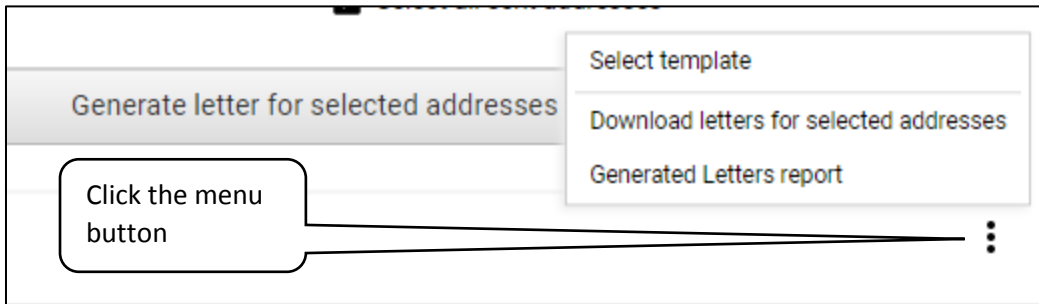 Select template
Generate letter for selected addresses
Download letters for selected addresses
Generated Letters report
Click the menu
button